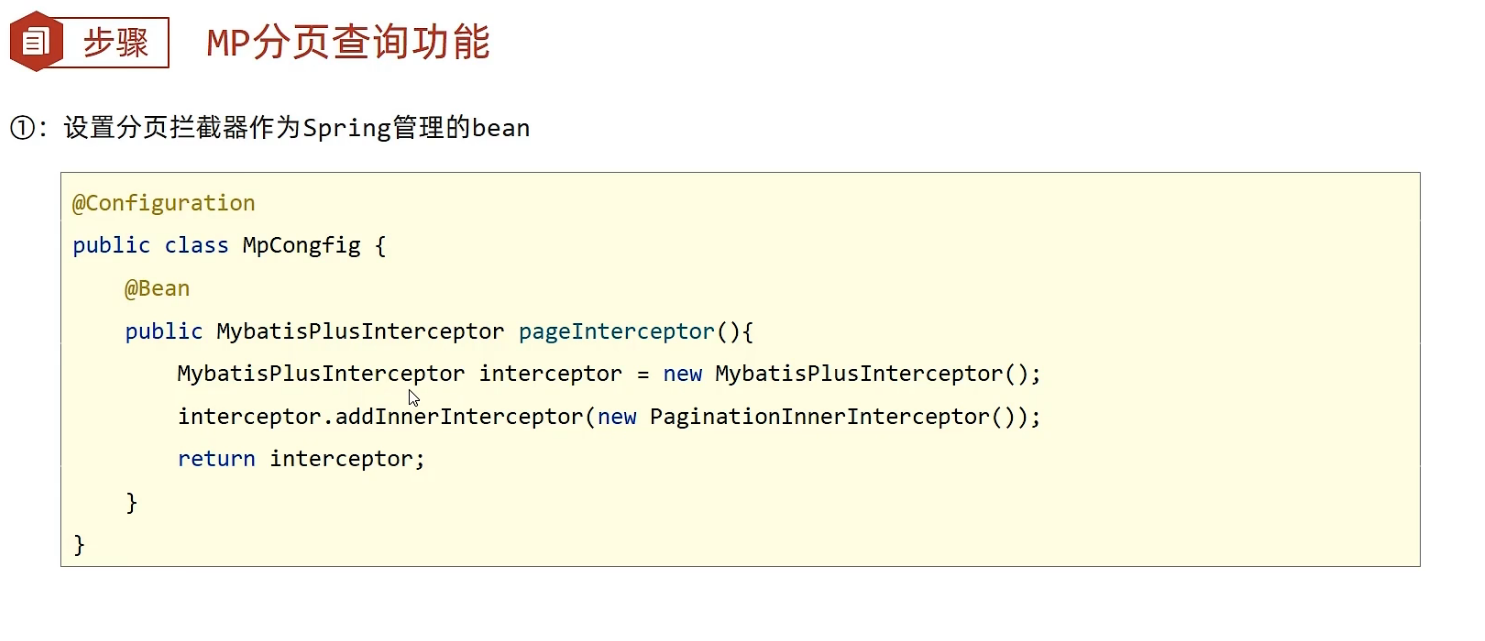 步骤 MP分页查询功能
①：设置分页拦截器作为Spring管理的bean
@Configuration
public class MpCongfig {
@Bean
public MybatisPlusInterceptor pageInterceptor(){
MybatisPlusInterceptor interceptor = new MybatisPlusInterceptor();
interceptor.addInnerInterceptor(new PaginationInnerInterceptor());
return interceptor;
}
}